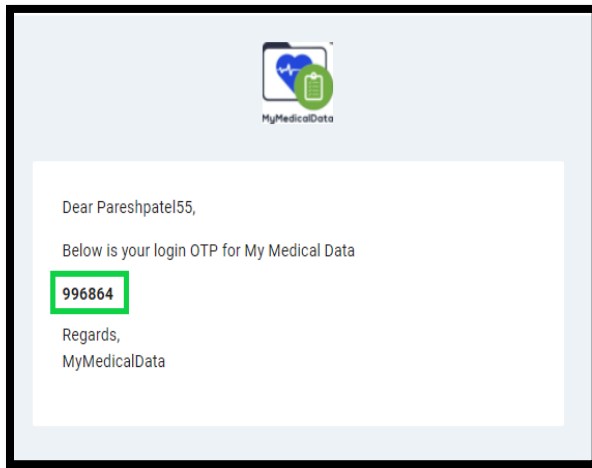 MyMedicalData
Dear Pareshpatel55,
Below is your login OTP for My Medical Data
996864
Regards,
MyMedicalData